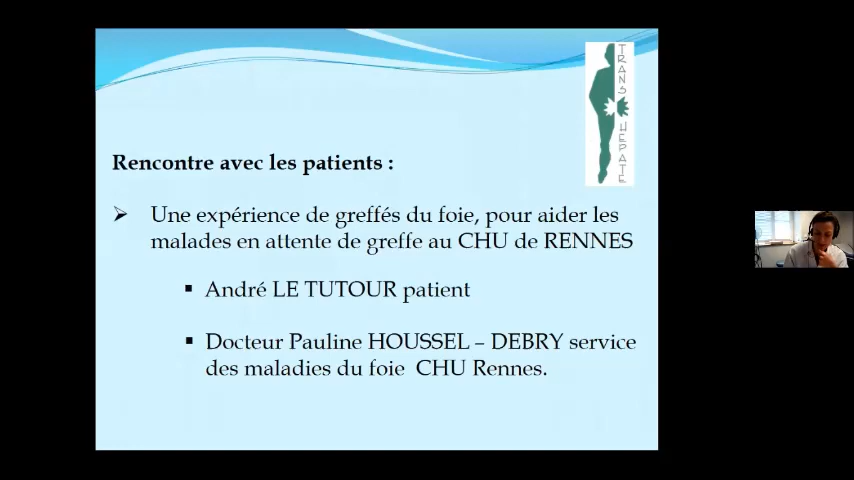 TRANS HEPATE
Rencontre avec les patients :
Une expérience de greffés du foie, pour aider les
malades en attente de greffe au CHU de RENNES
André LE TUTOUR patient
Docteur Pauline HOUSSEL – DEBRY service
des maladies du foie CHU Rennes.